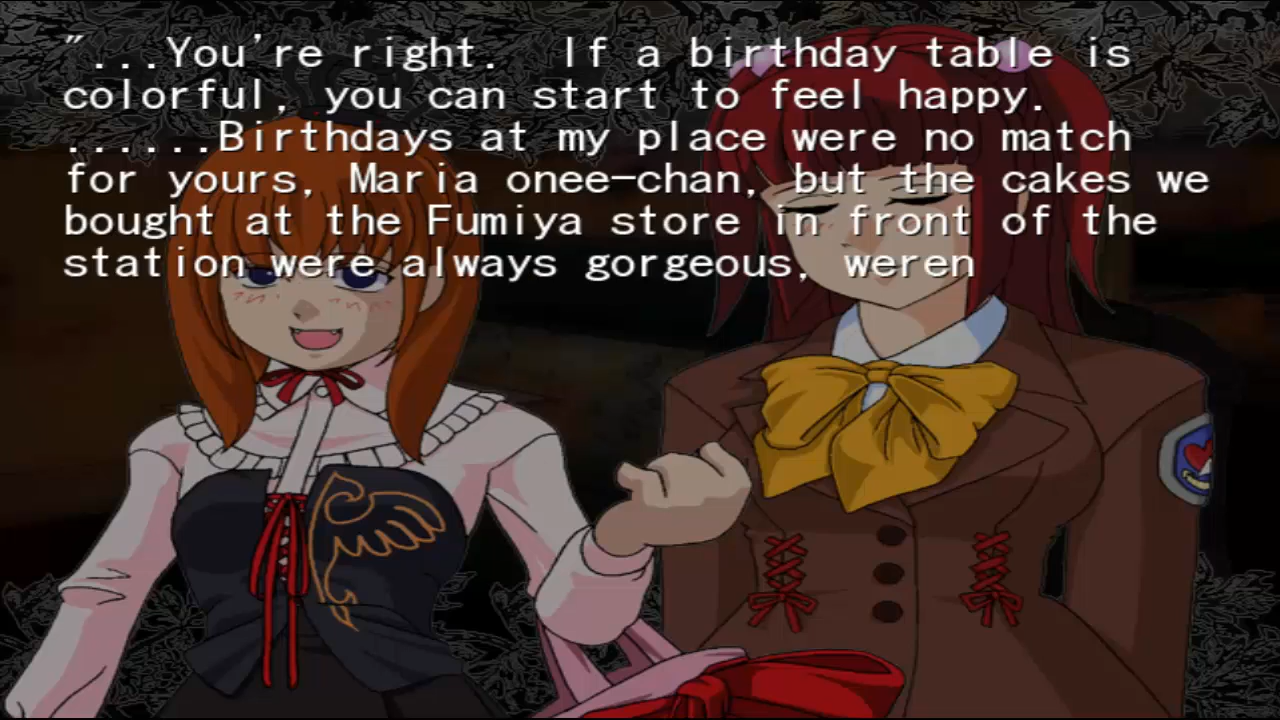 "...You're right.  If a birthday table is
colorful, you can start to feel happy.
......Birthdays at my place were no match
for yours, Maria onee-chan, but the cakes we
bought at the Fumiya store in front of the
station were always gorgeous, weren